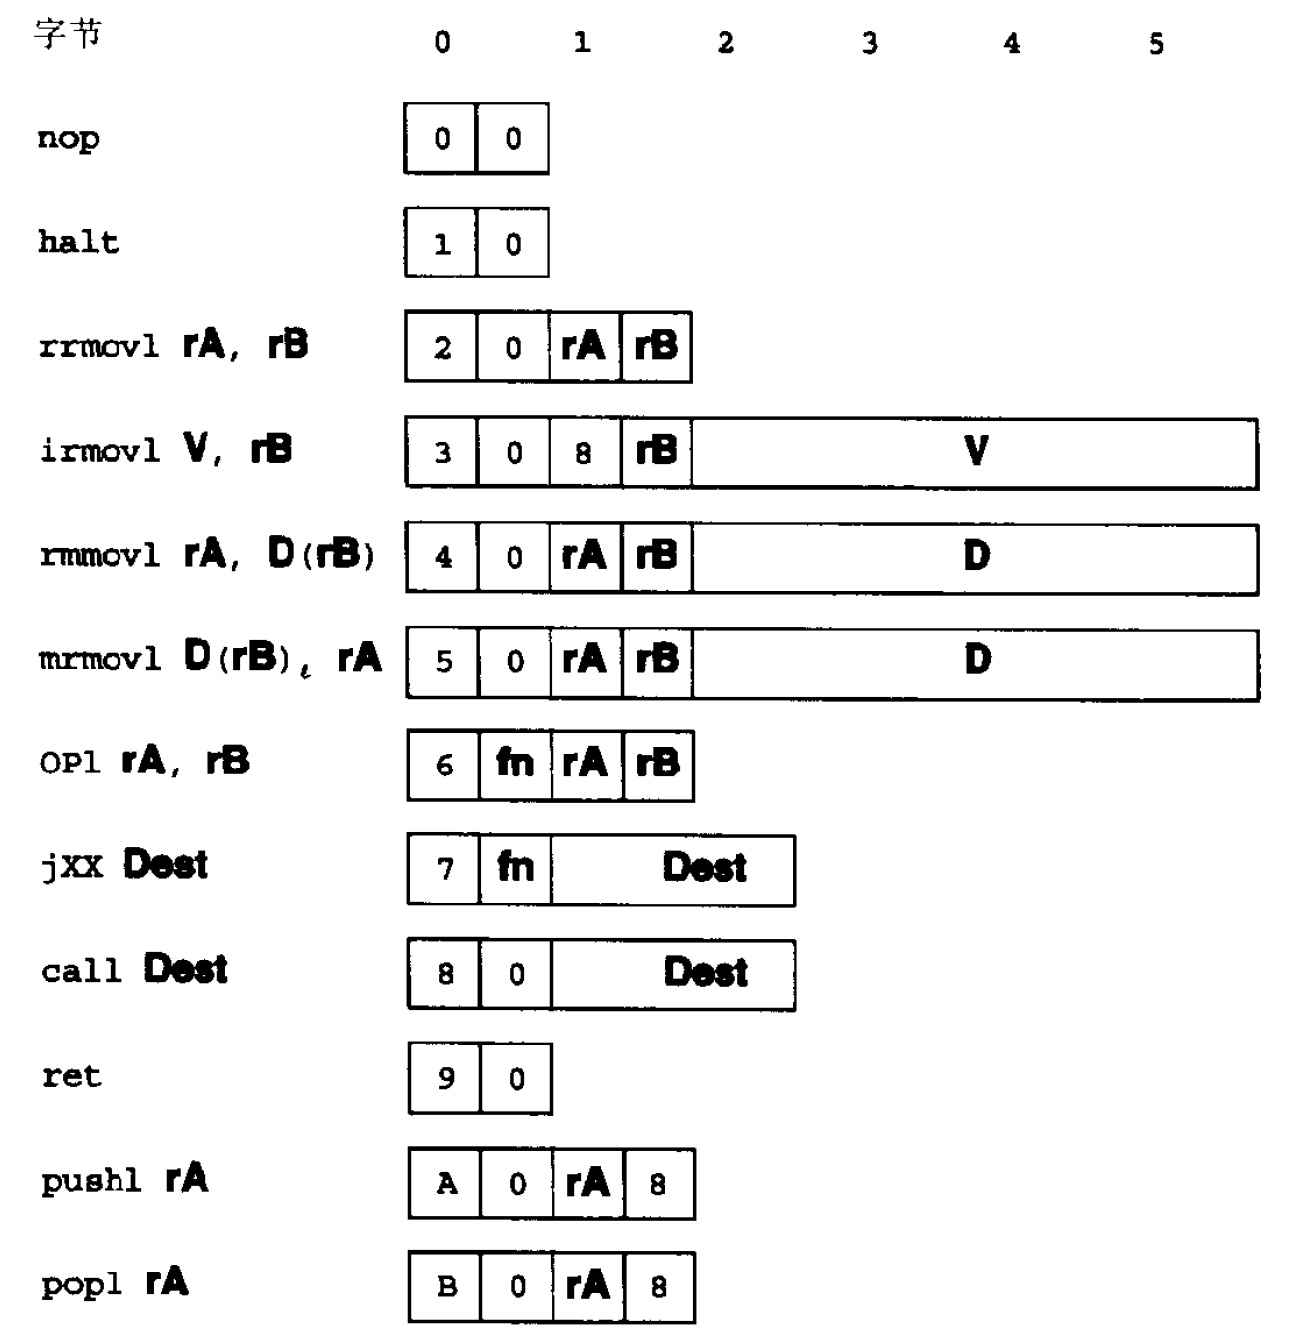 字节 0 1 2 3 4 5
nop 0 0
halt 1 0
rrmovl rA, rB 2 0 rA rB
irmovl V, rB 3 0 8 rB V
rmmovl rA, D(rB) 4 0 rA rB D
mrmovl D(rB), rA 5 0 rA rB D
OPl rA, rB 6 fn rA rB
jXX Dest 7 fn Dest
call Dest 8 0 Dest
ret 9 0
pushl rA A 0 rA 8
popl rA B 0 rA 8